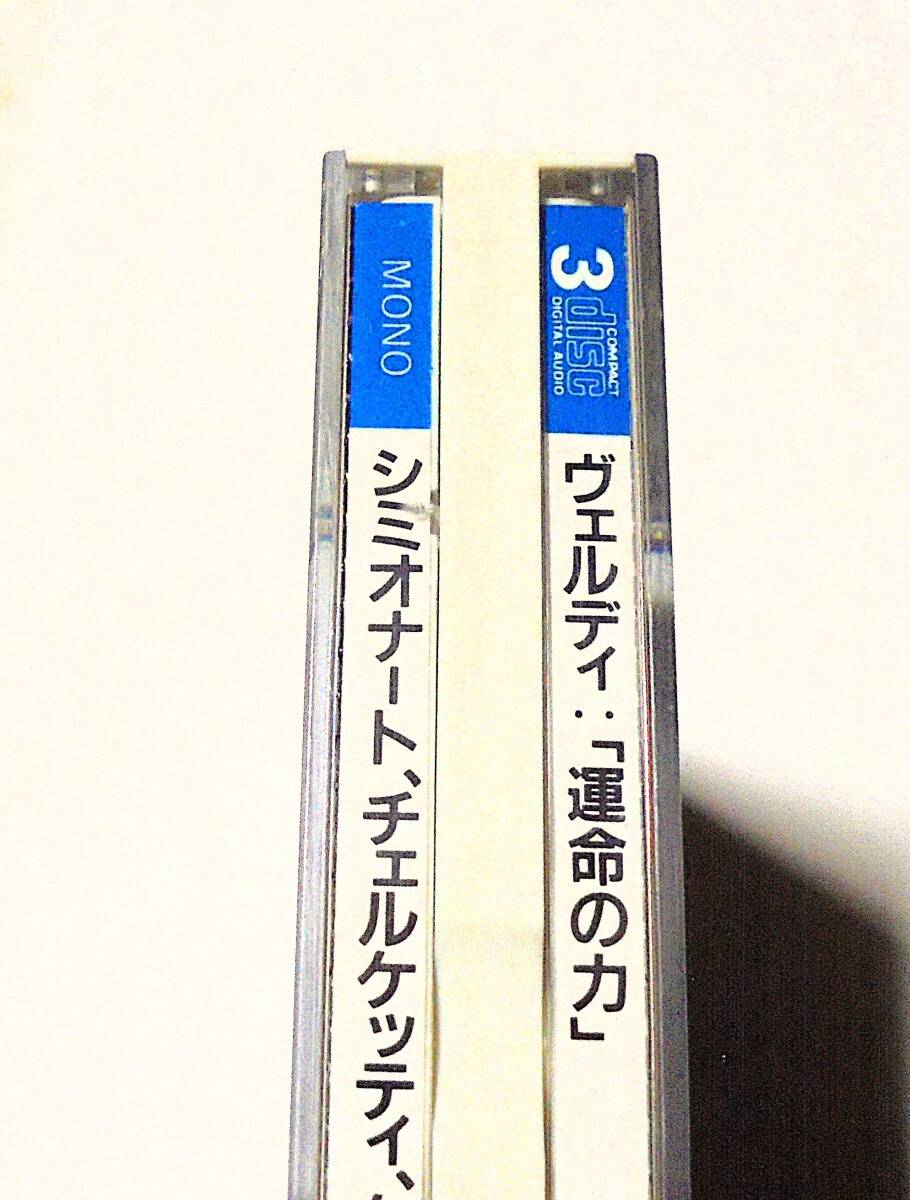 3
COMPACT
disc
DIGITAL AUDIO
ヴェルディ:「運命の力」
MONO
シミオナート、チェルケッティ、